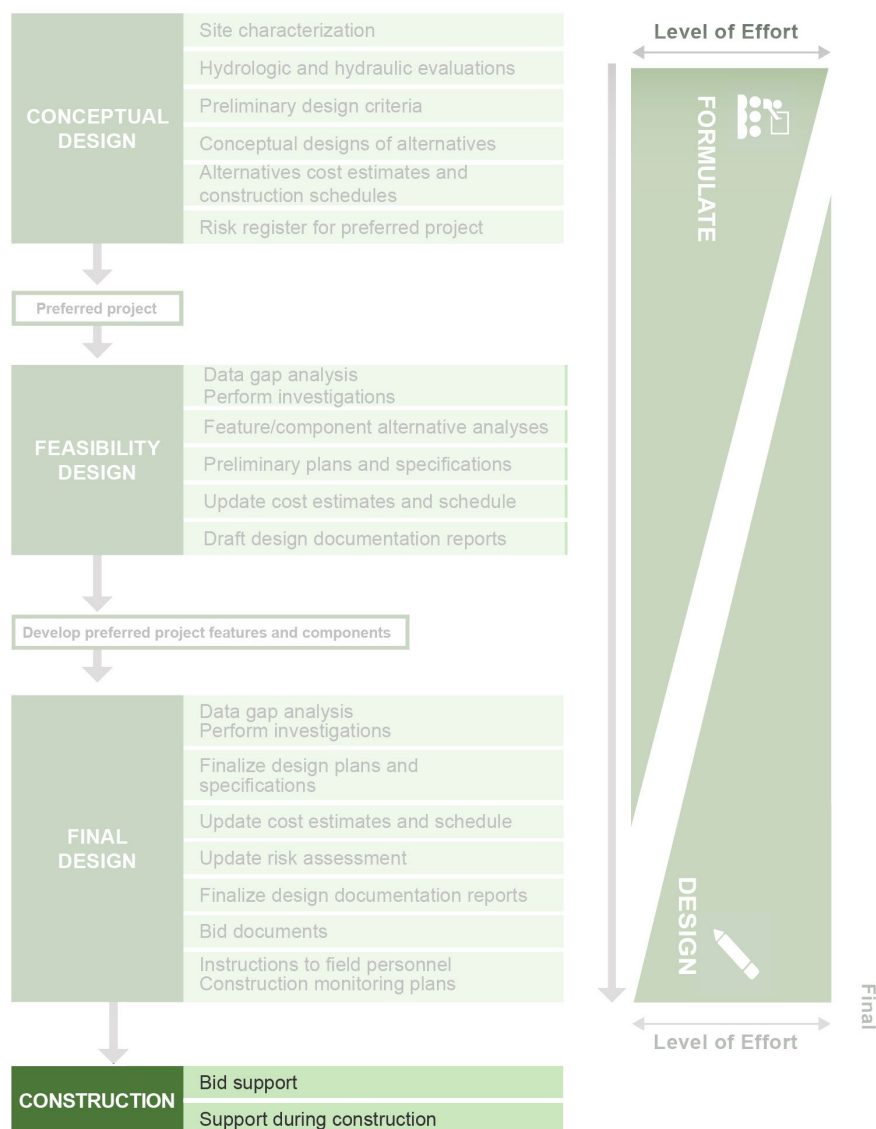 CONCEPTUAL
DESIGN
Site characterization
Hydrologic and hydraulic evaluations
Preliminary design criteria
Conceptual designs of alternatives
Alternatives cost estimates and
construction schedules
Risk register for preferred project
Preferred project
FEASIBILITY
DESIGN
Data gap analysis
Perform investigations
Feature/component alternative analyses
Preliminary plans and specifications
Update cost estimates and schedule
Draft design documentation reports
Develop preferred project features and components
FINAL
DESIGN
Data gap analysis
Perform investigations
Finalize design plans and
specifications
Update cost estimates and schedule
Update risk assessment
Finalize design documentation reports
Bid documents
Instructions to field personnel
Construction monitoring plans
CONSTRUCTION
Bid support
Support during construction
Level of Effort
FORMULATE
DESIGN
Level of Effort
Final